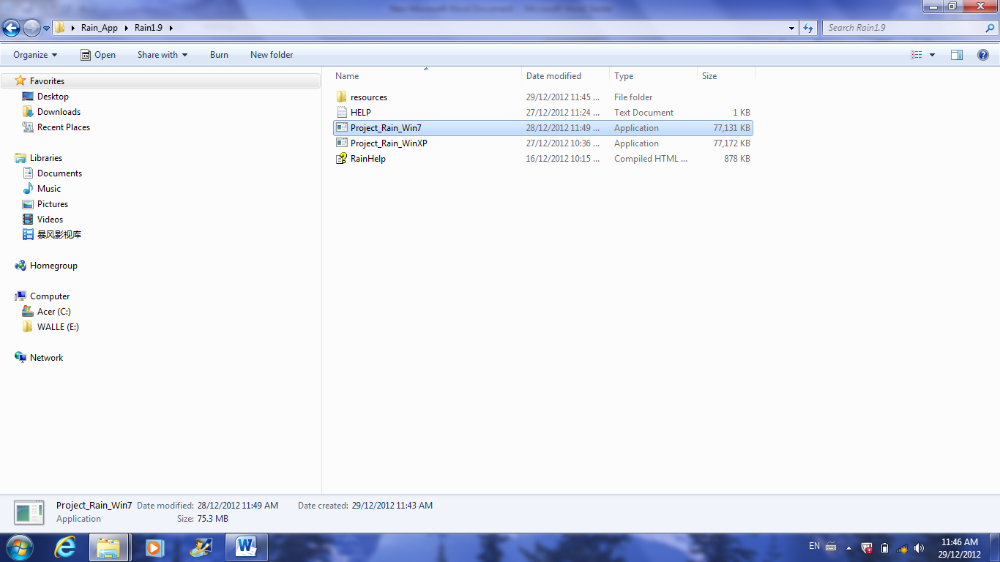 Rain_App Rain1.9
Search Rain1.9
Organize Open Share with Burn New folder
Name Date modified Type Size
Favorites
Desktop
Downloads
Recent Places
Libraries
Documents
Music
Pictures
Videos
暴风影视库
Homegroup
Computer
Acer (C:)
WALLE (E:)
Network
resources 29/12/2012 11:45 ... File folder
HELP 27/12/2012 11:24 ... Text Document 1 KB
Project_Rain_Win7 28/12/2012 11:49 ... Application 77,131 KB
Project_Rain_WinXP 27/12/2012 10:36 ... Application 77,172 KB
RainHelp 16/12/2012 10:15 ... Compiled HTML ... 878 KB
Project_Rain_Win7 Date modified: 28/12/2012 11:49 AM Date created: 29/12/2012 11:43 AM
Application Size: 75.3 MB
EN
11:46 AM
29/12/2012